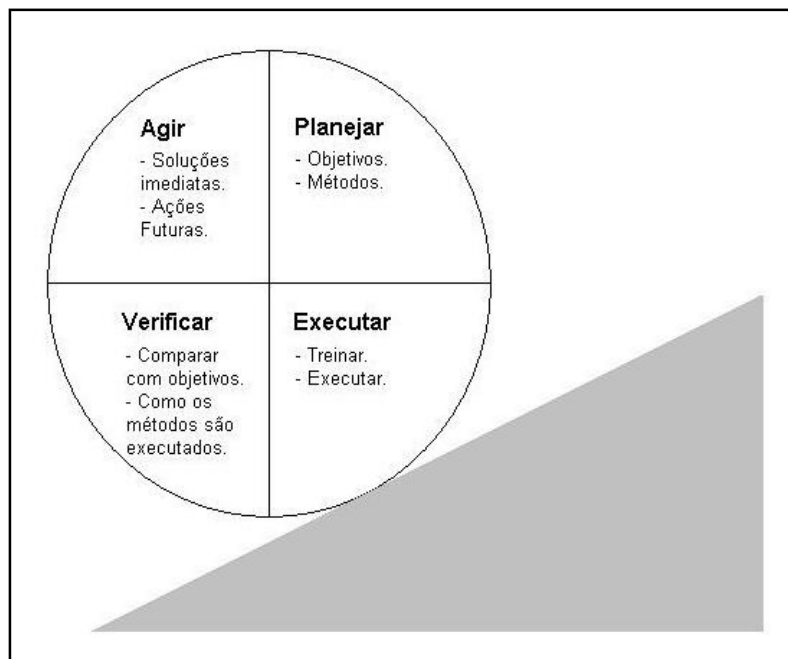 Agir
- Soluções
imediatas.
- Ações
Futuras.
Planejar
- Objetivos.
- Métodos.
Verificar
- Comparar
com objetivos.
- Como os
métodos são
executados.
Executar
- Treinar.
- Executar.